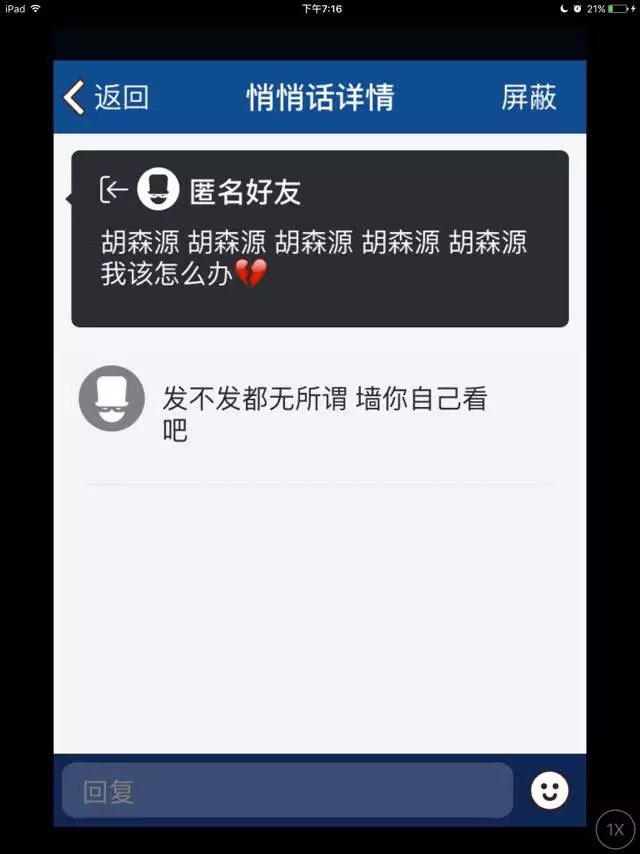 iPad 下午7:16 21%
返回 悄悄话详情 屏蔽
匿名好友
胡森源 胡森源 胡森源 胡森源 胡森源
我该怎么办💔
发不发都无所谓 墙你自己看
吧
回复
1X